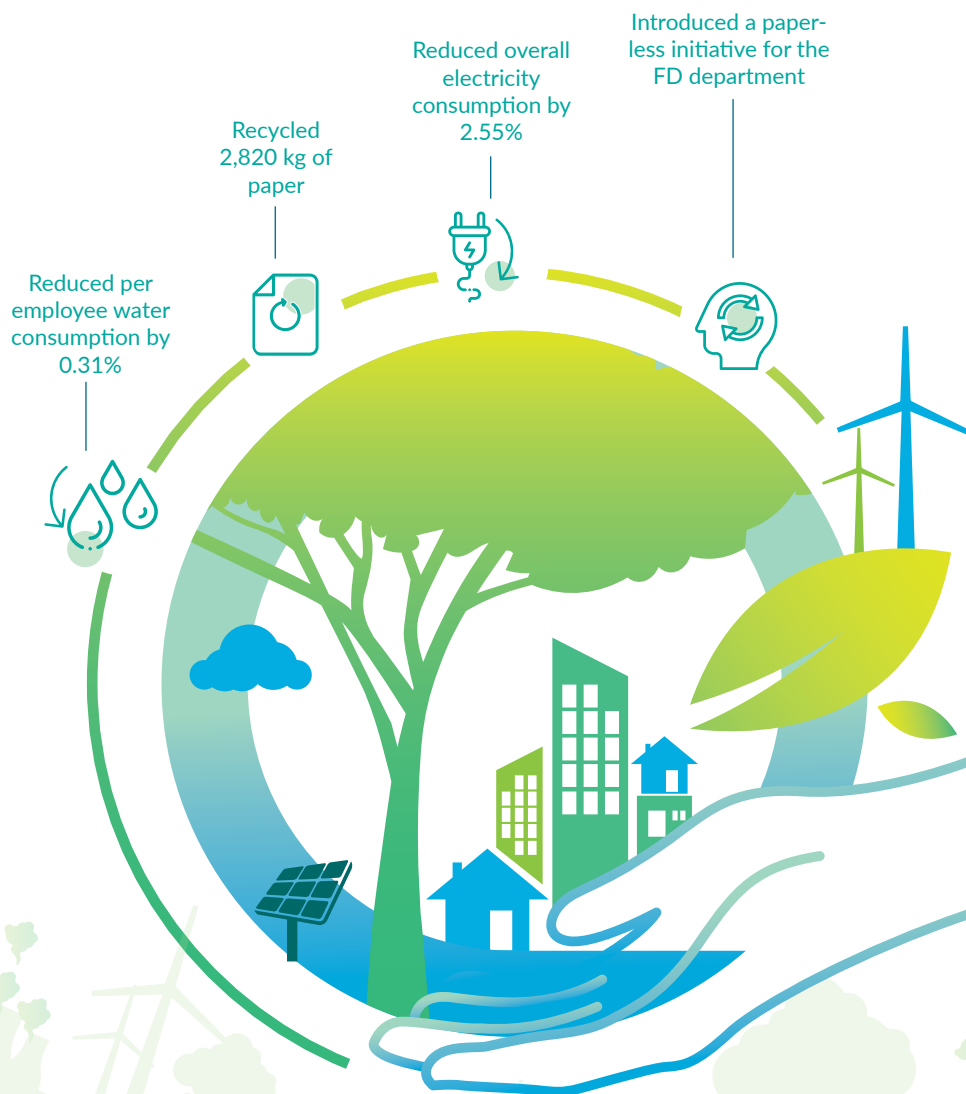 Reduced per
employee water
consumption by
0.31%
Recycled
2,820 kg of
paper
Reduced overall
electricity
consumption by
2.55%
Introduced a paper-
less initiative for the
FD department